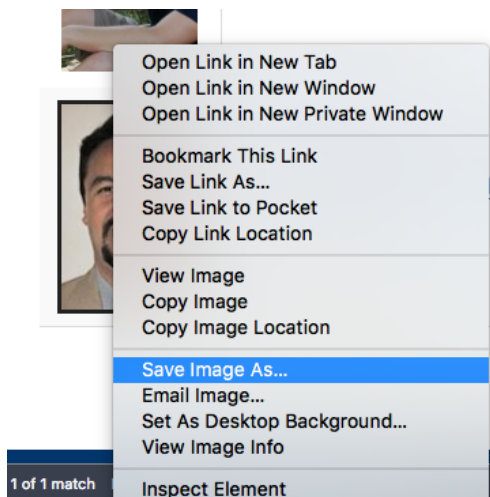 Open Link in New Tab
Open Link in New Window
Open Link in New Private Window
Bookmark This Link
Save Link As...
Save Link to Pocket
Copy Link Location
View Image
Copy Image
Copy Image Location
Save Image As...
Email Image...
Set As Desktop Background...
View Image Info
1 of 1 match
Inspect Element